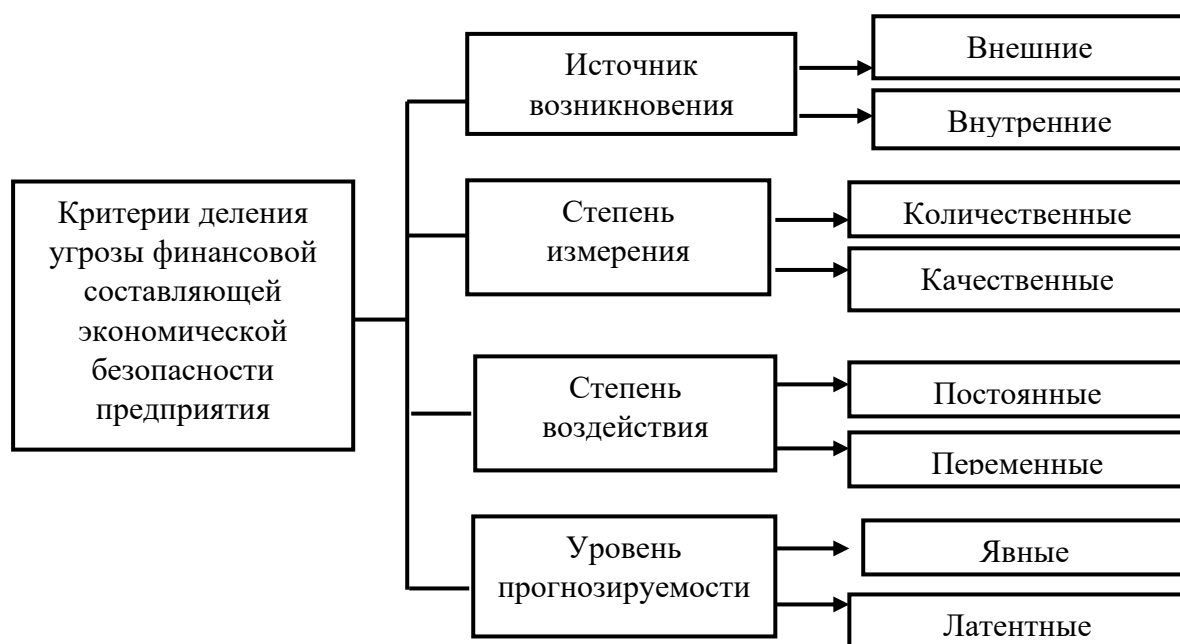 Критерии деления
угрозы финансовой
составляющей
экономической
безопасности
предприятия
Источник
возникновения
Внешние
Внутренние
Степень
измерения
Количественные
Качественные
Степень
воздействия
Постоянные
Переменные
Уровень
прогнозируемости
Явные
Латентные